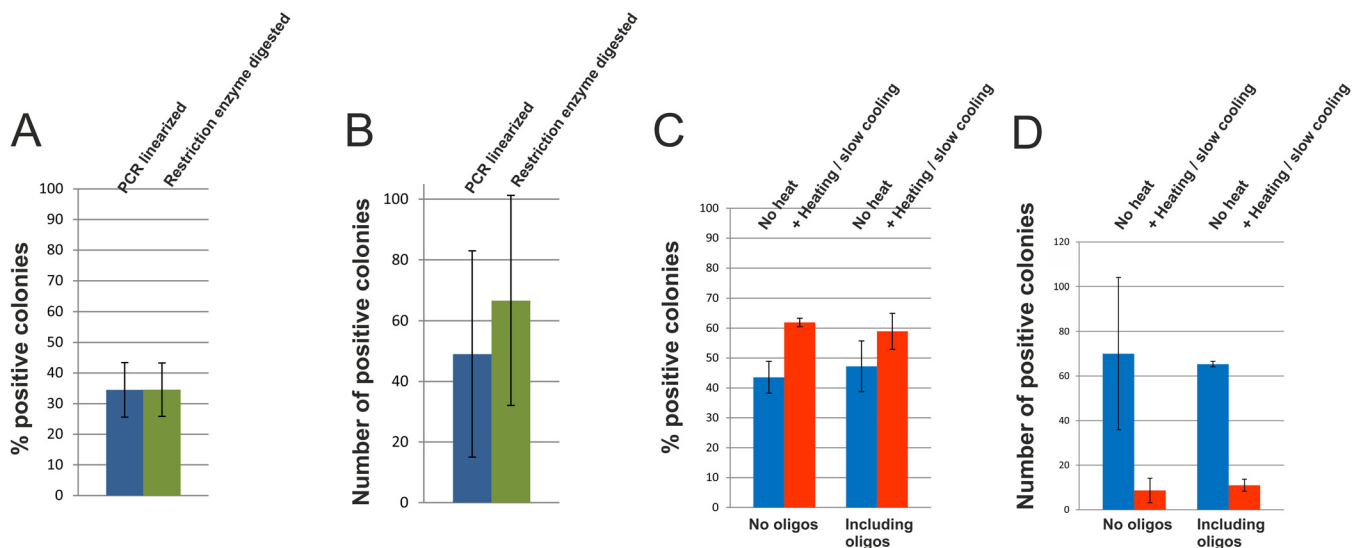 A
PCR linearized
Restriction enzyme digested
% positive colonies
100
90
80
70
60
50
40
30
20
10
0
B
PCR linearized
Restriction enzyme digested
Number of positive colonies
100
80
60
40
20
0
C
No heat
+ Heating / slow cooling
No heat
+ Heating / slow cooling
% positive colonies
100
90
80
70
60
50
40
30
20
10
0
No oligos
Including
oligos
D
No heat
+ Heating / slow cooling
No heat
+ Heating / slow cooling
Number of positive colonies
120
100
80
60
40
20
0
No oligos
Including
oligos